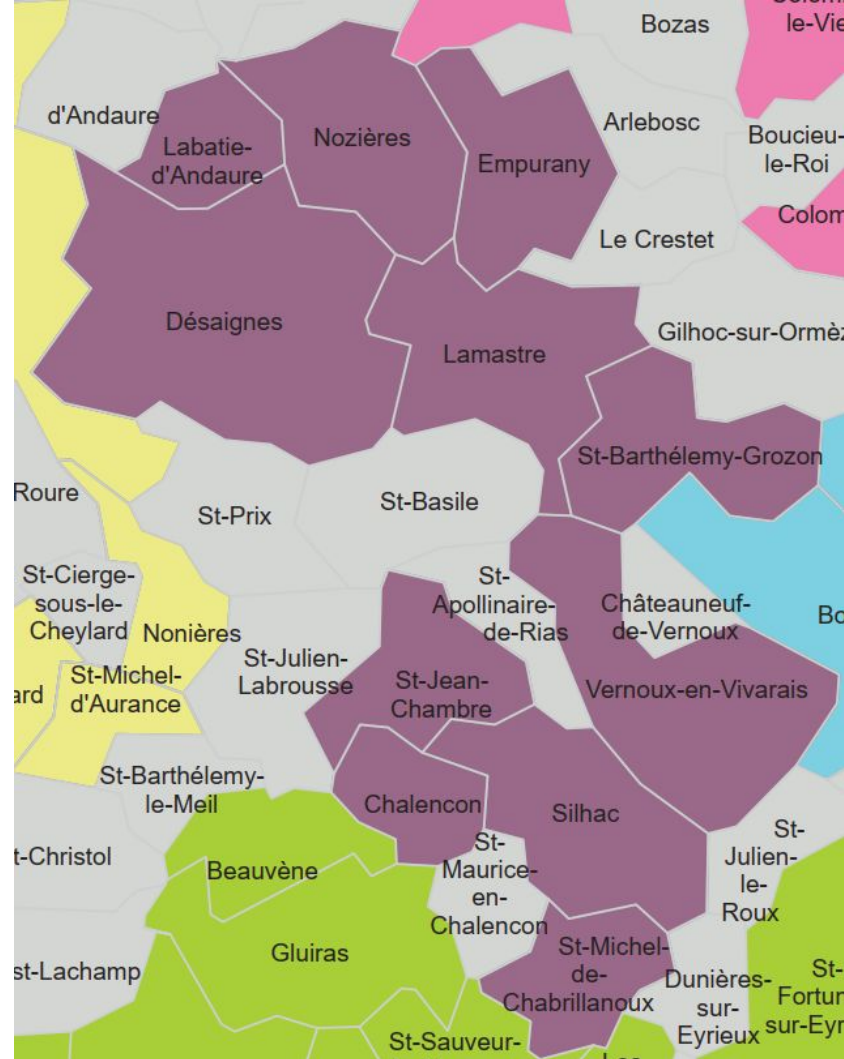 Bozas
le-Vie
d'Andaure
Labatie-
d'Andaure
Nozières
Empurany
Arlebosc
Boucieu-
le-Roi
Le Crestet
Colom
Désaignes
Lamastre
Gilhoc-sur-Ormèz
St-Barthélemy-Grozon
Roure
St-Prix
St-Basile
St-Cierge-
sous-le-
Cheylard
Nonières
St-
Apollinaire-
de-Rias
Châteauneuf-
de-Vernoux
Bo
St-Julien-
Labrousse
ard
St-Michel-
d'Aurance
St-Jean-
Chambre
Vernoux-en-Vivarais
St-Barthélemy-
le-Meil
Chalencon
Silhac
t-Christol
Beauvène
St-
Maurice-
en-
Chalencon
St-
Julien-
le-
Roux
st-Lachamp
Gluiras
St-Michel-
de-
Chabrillanoux
Dunières-
sur-
Eyrieux
St-
Fortun
sur-Eyr
St-Sauveur-